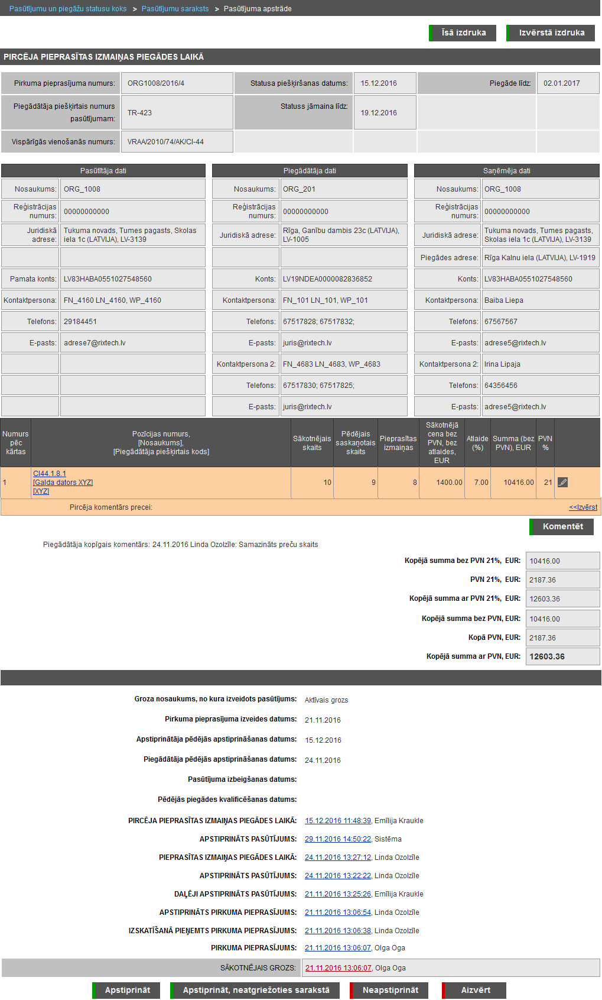 Pasūtījumu un piegāžu statusu koks > Pasūtījumu saraksts > Pasūtījuma apstrāde
Īsā izdruka Izvērstā izdruka
PIRCĒJA PIEPRASĪTAS IZMAIŅAS PIEGĀDES LAIKĀ
Pirkuma pieprasījuma numurs: ORG1008/2016/4 Statusa piešķiršanas datums: 15.12.2016 Piegāde līdz: 02.01.2017
Piegādātāja piešķirtais numurs
pasūtījumam: TR-423 Statuss jāmaina līdz: 19.12.2016
Vispārīgās vienošanās numurs: VRAA/2010/74/AK/CI-44
Pasūtītāja dati Piegādātāja dati Saņēmēja dati
Nosaukums: ORG_1008 Nosaukums: ORG_201 Nosaukums: ORG_1008
Reģistrācijas
numurs: 00000000000 Reģistrācijas
numurs: 00000000000 Reģistrācijas
numurs: 00000000000
Juridiskā
adrese: Tukuma novads, Tumes pagasts, Skolas
iela 1c (LATVIJA), LV-3139 Juridiskā adrese: Rīga, Ganību dambis 23c (LATVIJA),
LV-1005 Juridiskā adrese: Tukuma novads, Tumes pagasts,
Skolas iela 1c (LATVIJA), LV-3139
Piegādes adrese: Rīga Kalnu iela (LATVIJA), LV-1919
Pamata konts: LV83HABA0551027548560 Konts: LV19NDEA0000082836852 Konts: LV83HABA0551027548560
Kontaktpersona: FN_4160 LN_4160, WP_4160 Kontaktpersona: FN_101 LN_101, WP_101 Kontaktpersona: Baiba Liepa
Telefons: 29184451 Telefons: 67517828; 67517832; Telefons: 67567567
E-pasts: adrese7@rixtech.lv E-pasts: juris@rixtech.lv E-pasts: adrese5@rixtech.lv
Kontaktpersona 2: FN_4683 LN_4683, WP_4683 Kontaktpersona 2: Irina Lipaja
Telefons: 67517830; 67517825; Telefons: 64356456
E-pasts: juris@rixtech.lv E-pasts: adrese5@rixtech.lv
Numurs
pēc
kārtas
Pozīcijas numurs,
[Nosaukums],
[Piegādātāja piešķirtais kods]
Sākotnējais
skaits
Pēdējais
saskaņotais
skaits
Pieprasītas
izmaiņas
Sākotnējā
cena bez
PVN, bez
atlaides,
EUR
Atlaide
(%)
Summa (bez
PVN), EUR
PVN
%
1
CI44.1.8.1
[Galda dators XYZ]
[XYZ]
10 9 8 1400.00 7.00 10416.00 21
Pircēja komentārs precei: <<Izvērst
Komentēt
Piegādātāja kopīgais komentārs: 24.11.2016 Linda Ozolzīle: Samazināts preču skaits
Kopējā summa bez PVN 21%, EUR: 10416.00
PVN 21%, EUR: 2187.36
Kopējā summa ar PVN 21%, EUR: 12603.36
Kopējā summa bez PVN, EUR: 10416.00
Kopā PVN, EUR: 2187.36
Kopējā summa ar PVN, EUR: 12603.36
Groza nosaukums, no kura izveidots pasūtījums: Aktīvais grozs
Pirkuma pieprasījuma izveides datums: 21.11.2016
Apstiprinātāja pēdējās apstiprināšanas datums: 15.12.2016
Piegādātāja pēdējās apstiprināšanas datums: 24.11.2016
Pasūtījuma izbeigšanas datums:
Pēdējās piegādes kvalificēšanas datums:
PIRCĒJA PIEPRASĪTAS IZMAIŅAS PIEGĀDES LAIKĀ: 15.12.2016 11:48:39, Emīlija Kraukle
APSTIPRINĀTS PASŪTĪJUMS: 29.11.2016 14:50:22, Sistēma
PIEPRASĪTAS IZMAIŅAS PIEGĀDES LAIKĀ: 24.11.2016 13:27:12, Linda Ozolzīle
APSTIPRINĀTS PASŪTĪJUMS: 24.11.2016 13:22:22, Linda Ozolzīle
DAĻĒJI APSTIPRINĀTS PASŪTĪJUMS: 21.11.2016 13:25:26, Emīlija Kraukle
APSTIPRINĀTS PIRKUMA PIEPRASĪJUMS: 21.11.2016 13:06:54, Linda Ozolzīle
IZSKATĪŠANĀ PIEŅEMTS PIRKUMA PIEPRASĪJUMS: 21.11.2016 13:06:38, Linda Ozolzīle
PIRKUMA PIEPRASĪJUMS: 21.11.2016 13:06:07, Olga Oga
SĀKOTNĒJAIS GROZS: 21.11.2016 13:06:07, Olga Oga
Apstiprināt Apstiprināt, neatgriežoties sarakstā Neapstiprināt Aizvērt